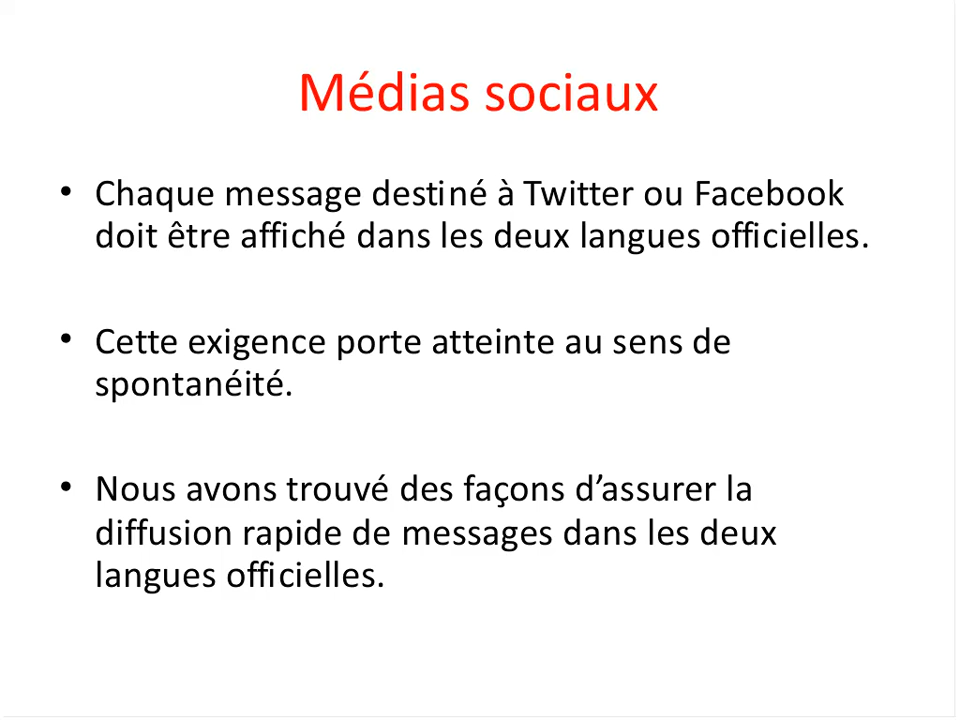 Médias sociaux
• Chaque message destiné à Twitter ou Facebook
doit être affiché dans les deux langues officielles.
• Cette exigence porte atteinte au sens de
spontanéité.
• Nous avons trouvé des façons d’assurer la
diffusion rapide de messages dans les deux
langues officielles.